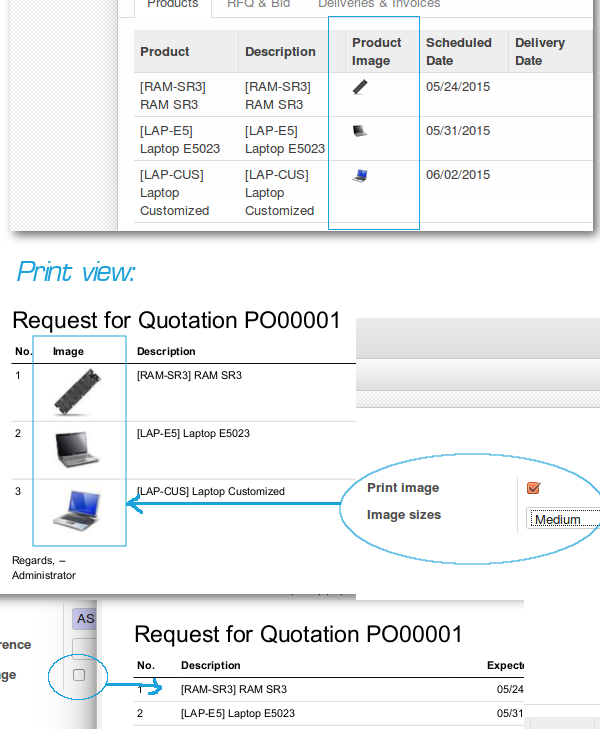 Products RFQ & Bid Deliveries & Invoices
Product Description Product Image Scheduled Date Delivery Date
[RAM-SR3] RAM SR3 [RAM-SR3] RAM SR3 05/24/2015
[LAP-E5] Laptop E5023 [LAP-E5] Laptop E5023 05/31/2015
[LAP-CUS] Laptop Customized [LAP-CUS] Laptop Customized 06/02/2015
Print view:
Request for Quotation PO00001
No. Image Description
1 [RAM-SR3] RAM SR3
2 [LAP-E5] Laptop E5023
3 [LAP-CUS] Laptop Customized
Print image
Image sizes Medium
Regards, –
Administrator
AS
rence
ge
Request for Quotation PO00001
No. Description Expect
1 [RAM-SR3] RAM SR3 05/24
2 [LAP-E5] Laptop E5023 05/31